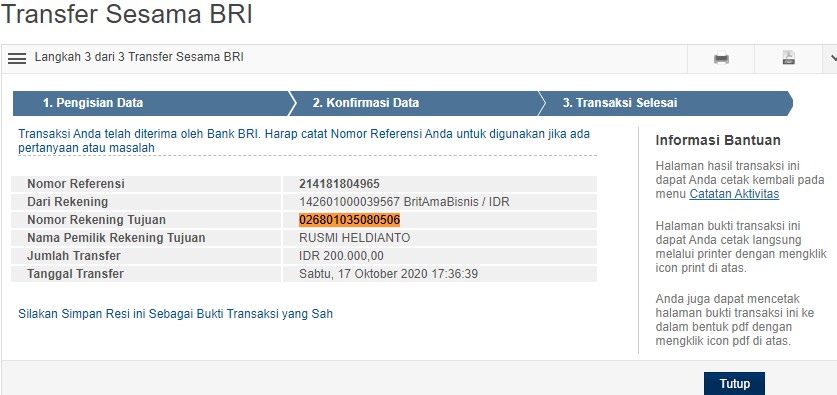 Transfer Sesama BRI
Langkah 3 dari 3 Transfer Sesama BRI
1. Pengisian Data
2. Konfirmasi Data
3. Transaksi Selesai
Transaksi Anda telah diterima oleh Bank BRI. Harap catat Nomor Referensi Anda untuk digunakan jika ada
pertanyaan atau masalah
Nomor Referensi 214181804965
Dari Rekening 142601000039567 BritAmaBisnis / IDR
Nomor Rekening Tujuan 026801035080506
Nama Pemilik Rekening Tujuan RUSMI HELDIANTO
Jumlah Transfer IDR 200.000,00
Tanggal Transfer Sabtu, 17 Oktober 2020 17:36:39
Silakan Simpan Resi ini Sebagai Bukti Transaksi yang Sah
Informasi Bantuan
Halaman hasil transaksi ini
dapat Anda cetak kembali pada
menu Catatan Aktivitas
Halaman bukti transaksi ini
dapat Anda cetak langsung
melalui printer dengan mengklik
icon print di atas.
Anda juga dapat mencetak
halaman bukti transaksi ini ke
dalam bentuk pdf dengan
mengklik icon pdf di atas.
Tutup